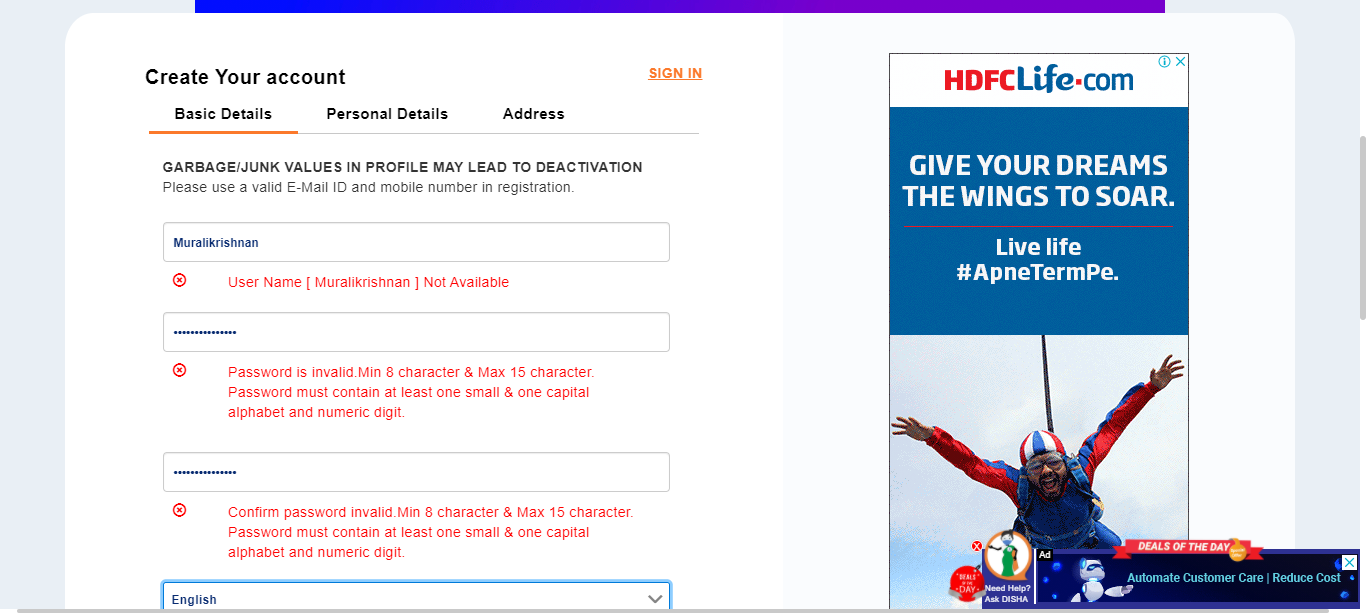 Create Your account
SIGN IN
Basic Details
Personal Details
Address
GARBAGE/JUNK VALUES IN PROFILE MAY LEAD TO DEACTIVATION
Please use a valid E-Mail ID and mobile number in registration.
Muralikrishnan
User Name [ Muralikrishnan ] Not Available
•••••••••••••••
Password is invalid.Min 8 character & Max 15 character.
Password must contain at least one small & one capital
alphabet and numeric digit.
•••••••••••••••
Confirm password invalid.Min 8 character & Max 15 character.
Password must contain at least one small & one capital
alphabet and numeric digit.
English
HDFCLife.com
GIVE YOUR DREAMS
THE WINGS TO SOAR.
Live life
#ApneTermPe.
Need Help?
Ask DISHA
Ad
DEALS OF THE DAY
"DEALS
OF THE
DAY"
Automate Customer Care | Reduce Cost